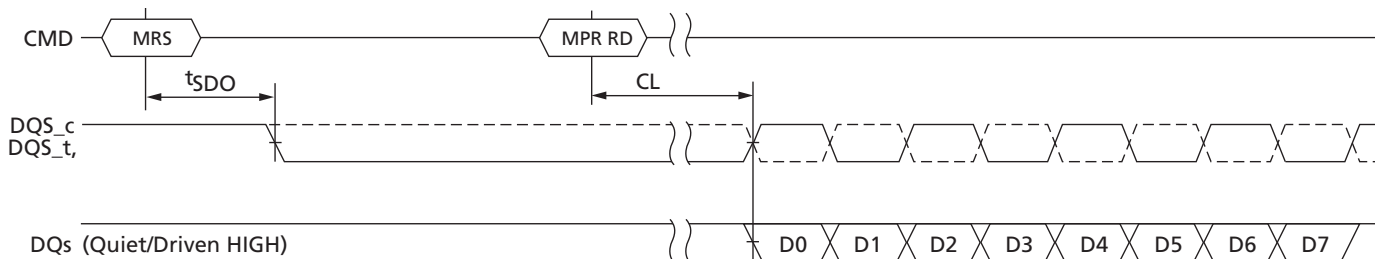 CMD MRS MPR RD
tSDO CL
DQS_c
DQS_t,
DQs (Quiet/Driven HIGH) D0 D1 D2 D3 D4 D5 D6 D7